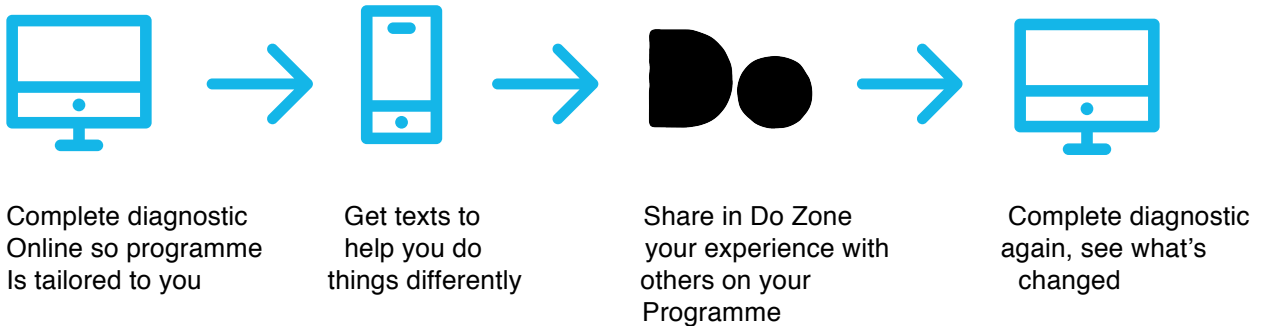 Do
Complete diagnostic
Online so programme
Is tailored to you
Get texts to
help you do
things differently
Share in Do Zone
your experience with
others on your
Programme
Complete diagnostic
again, see what's
changed